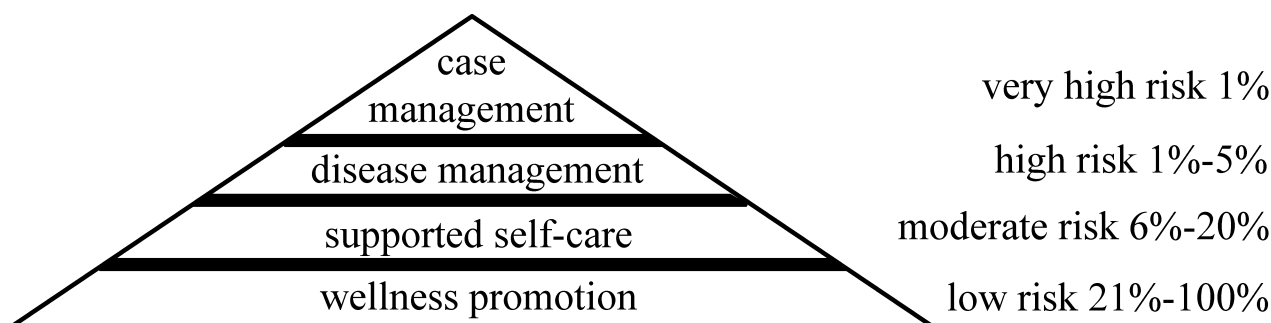 case
management
very high risk 1%
disease management
high risk 1%-5%
supported self-care
moderate risk 6%-20%
wellness promotion
low risk 21%-100%